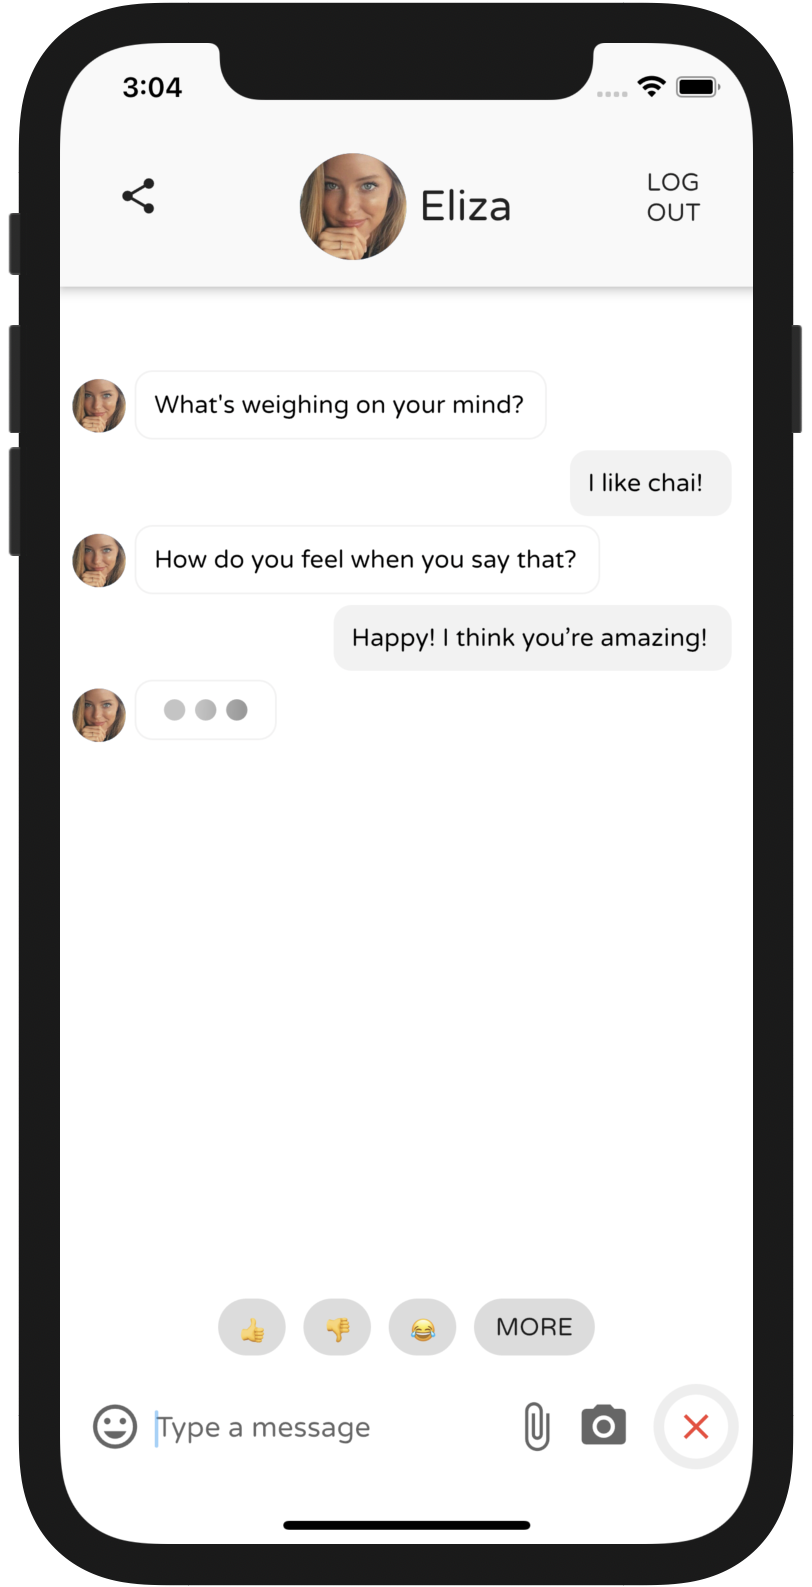 3:04
Eliza
LOG
OUT
What's weighing on your mind?
I like chai!
How do you feel when you say that?
Happy! I think you’re amazing!
👍 👎 😂 MORE
Type a message